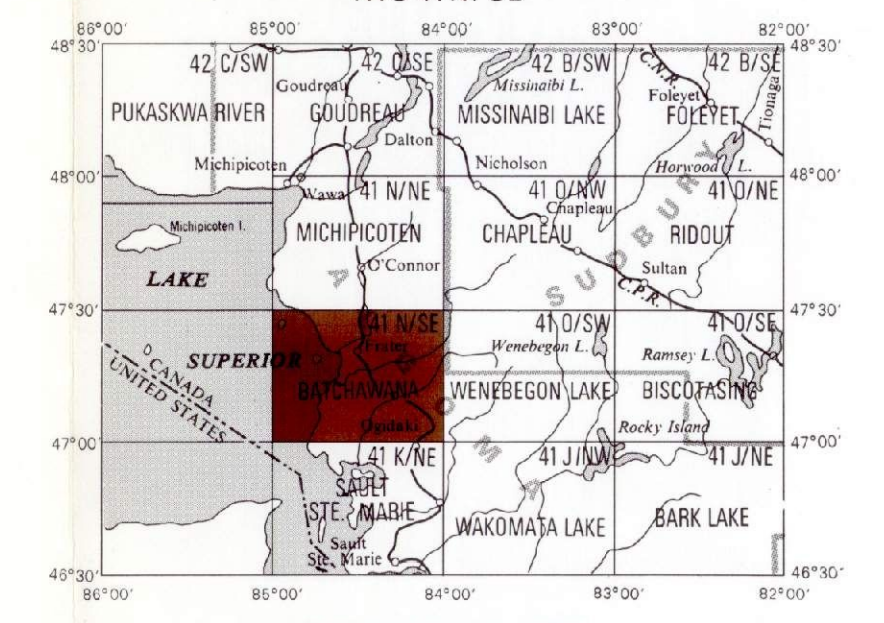 86°00' 85°00' 84°00' 83°00' 82°00'
48°30' 48°30'
42 C/SW 42 C/SE 42 B/SW 42 B/SE
C.N.R.
Goudreau Missinaibi L. Foleyet Tionaga
PUKASKWA RIVER GOUDREAU MISSINAIBI LAKE FOLEYET
Dalton
Michipicoten Nicholson Horwood L.
48°00' 48°00'
Wawa 41 N/NE 41 O/NW 41 O/NE
Chapleau
Michipicoten I. MICHIPICOTEN CHAPLEAU RIDOUT
SUDBURY
O'Connor Sultan
LAKE
C.P.R.
47°30' 47°30'
41 N/SE 41 O/SW 41 O/SE
Frater Wenebegon L. Ramsey L.
SUPERIOR
CANADA
UNITED STATES
BATCHAWANA WENEBEGON LAKE BISCOTASING
ALGOMA
Ogidaki Rocky Island
47°00' 47°00'
41 K/NE 41 J/NW 41 J/NE
SAULT
STE. MARIE WAKOMATA LAKE BARK LAKE
Sault
Ste. Marie
46°30' 46°30'
86°00' 85°00' 84°00' 83°00' 82°00'